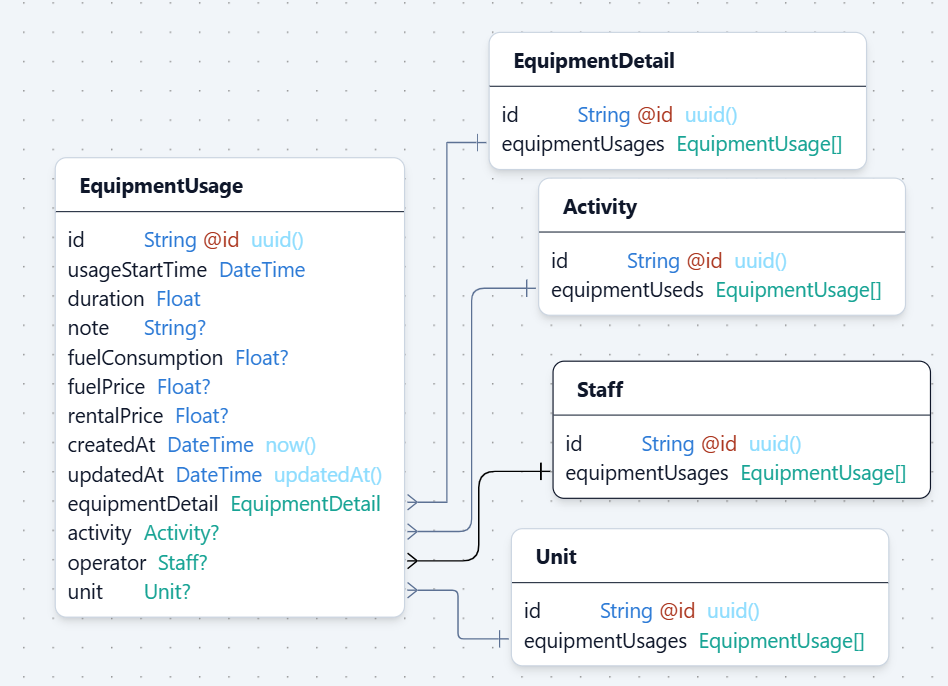 EquipmentUsage
id String @id uuid()
usageStartTime DateTime
duration Float
note String?
fuelConsumption Float?
fuelPrice Float?
rentalPrice Float?
createdAt DateTime now()
updatedAt DateTime updatedAt()
equipmentDetail EquipmentDetail
activity Activity?
operator Staff?
unit Unit?
EquipmentDetail
id String @id uuid()
equipmentUsages EquipmentUsage[]
Activity
id String @id uuid()
equipmentUseds EquipmentUsage[]
Staff
id String @id uuid()
equipmentUsages EquipmentUsage[]
Unit
id String @id uuid()
equipmentUsages EquipmentUsage[]